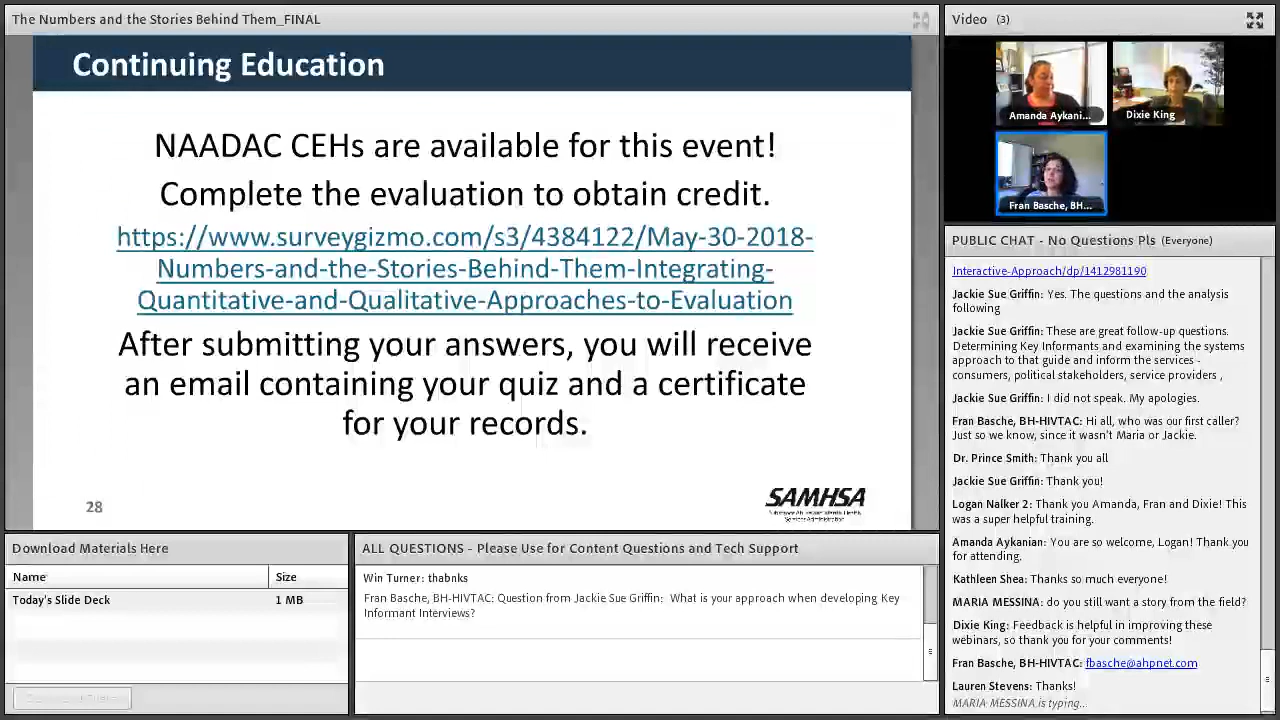 The Numbers and the Stories Behind Them_FINAL
Continuing Education
NAADAC CEHs are available for this event!
Complete the evaluation to obtain credit.
https://www.surveygizmo.com/s3/4384122/May-30-2018-
Numbers-and-the-Stories-Behind-Them-Integrating-
Quantitative-and-Qualitative-Approaches-to-Evaluation
After submitting your answers, you will receive
an email containing your quiz and a certificate
for your records.
28
SAMHSA
Video (3)
Amanda Aykani...
Dixie King
Fran Basche, BH...
PUBLIC CHAT - No Questions Pls (Everyone)
Interactive-Approach/dp/1412981190
Jackie Sue Griffin: Yes. The questions and the analysis
following
Jackie Sue Griffin: These are great follow-up questions.
Determining Key Informants and examining the systems
approach to that guide and inform the services -
consumers, political stakeholders, service providers ,
Jackie Sue Griffin: I did not speak. My apologies.
Fran Basche, BH-HIVTAC: Hi all, who was our first caller?
Just so we know, since it wasn't Maria or Jackie.
Dr. Prince Smith: Thank you all
Jackie Sue Griffin: Thank you!
Logan Nalker 2: Thank you Amanda, Fran and Dixie! This
was a super helpful training.
Amanda Aykanian: You are so welcome, Logan! Thank you
for attending.
Kathleen Shea: Thanks so much everyone!
MARIA MESSINA: do you still want a story from the field?
Dixie King: Feedback is helpful in improving these
webinars, so thank you for your comments!
Fran Basche, BH-HIVTAC: fbasche@ahpnet.com
Lauren Stevens: Thanks!
MARIA MESSINA is typing...
Download Materials Here
Name Size
Today's Slide Deck 1 MB
ALL QUESTIONS - Please Use for Content Questions and Tech Support
Win Turner: thabnks
Fran Basche, BH-HIVTAC: Question from Jackie Sue Griffin: What is your approach when developing Key
Informant Interviews?